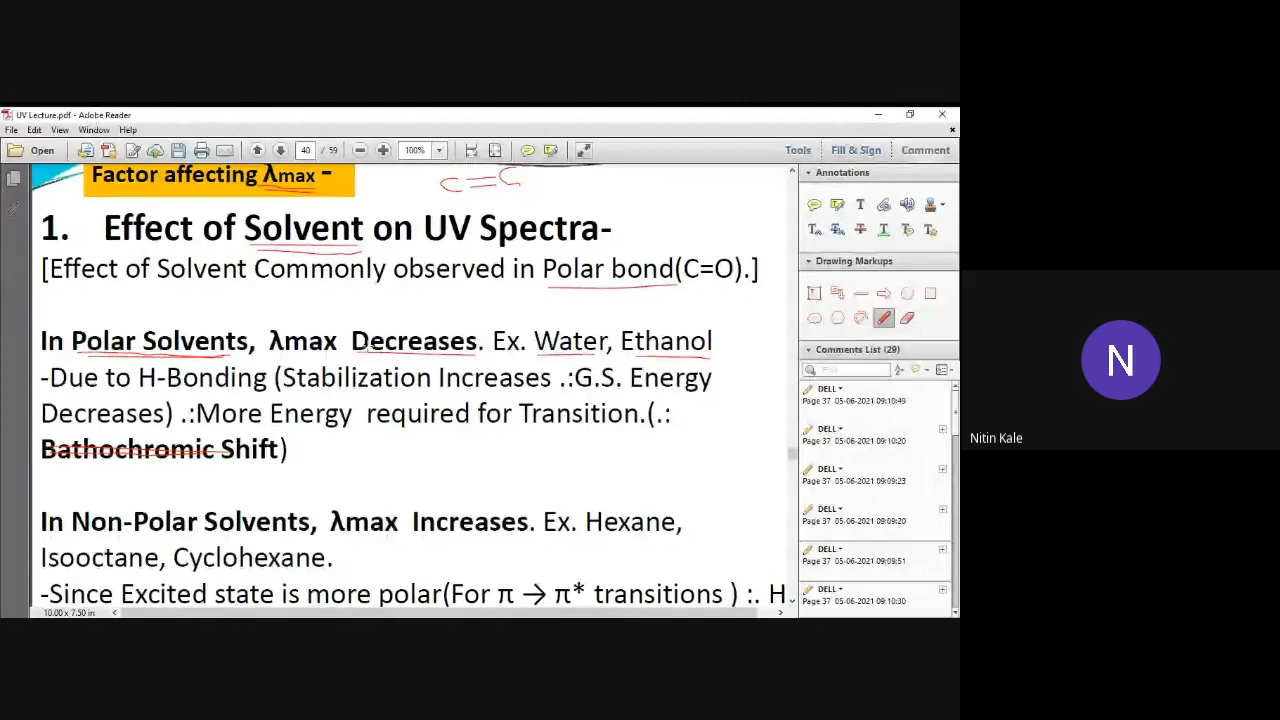 UV Lecture.pdf - Adobe Reader
File Edit View Window Help
Open 40 / 59 100% Tools Fill & Sign Comment
Factor affecting λmax -
C=C
1. Effect of Solvent on UV Spectra-
[Effect of Solvent Commonly observed in Polar bond(C=O).]
In Polar Solvents, λmax Decreases. Ex. Water, Ethanol
-Due to H-Bonding (Stabilization Increases .:G.S. Energy
Decreases) .:More Energy required for Transition.(.:
Bathochromic Shift)
In Non-Polar Solvents, λmax Increases. Ex. Hexane,
Isooctane, Cyclohexane.
-Since Excited state is more polar(For π → π* transitions ) :. H
10.00 x 7.50 in
Annotations
Drawing Markups
Comments List (29)
Find
DELL
Page 37 05-06-2021 09:10:49
DELL
Page 37 05-06-2021 09:10:20
DELL
Page 37 05-06-2021 09:09:23
DELL
Page 37 05-06-2021 09:09:20
DELL
Page 37 05-06-2021 09:09:51
DELL
Page 37 05-06-2021 09:10:30
N
Nitin Kale